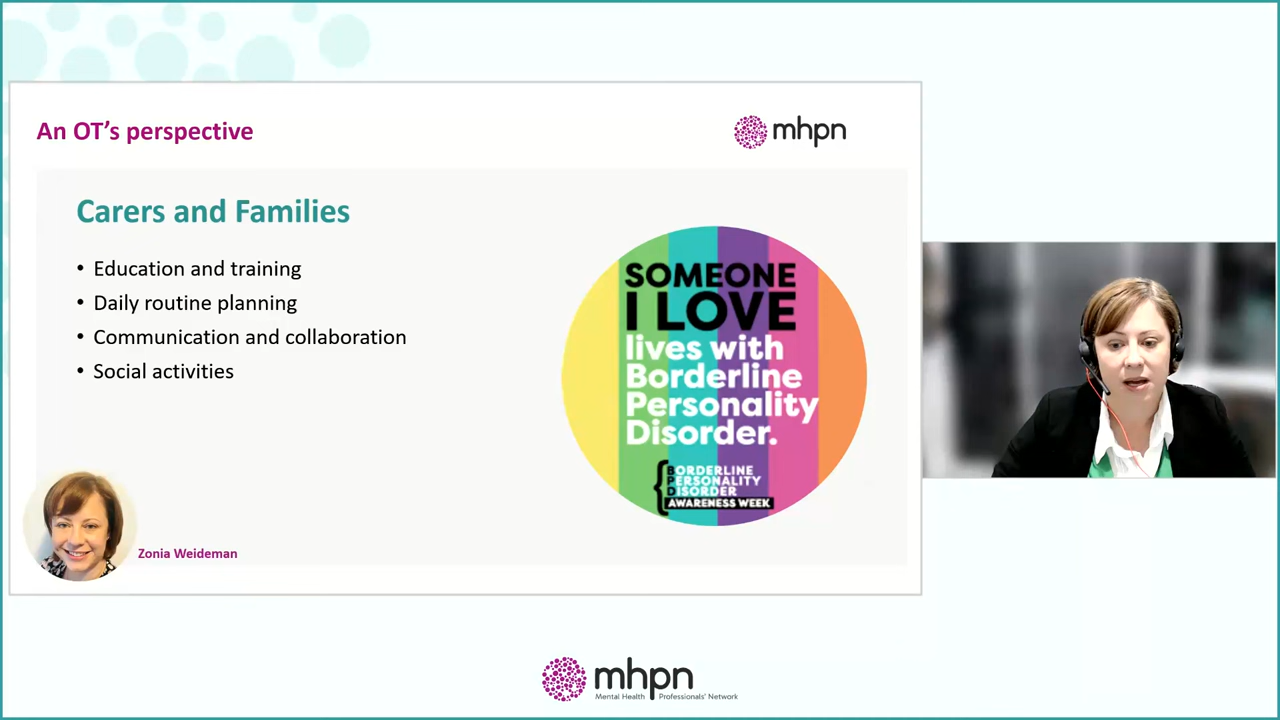 An OT's perspective
mhpn
Carers and Families
• Education and training
• Daily routine planning
• Communication and collaboration
• Social activities
SOMEONE
I LOVE
lives with
Borderline
Personality
Disorder.
BORDERLINE
PERSONALITY
DISORDER
AWARENESS WEEK
Zonia Weideman
mhpn
Mental Health Professionals' Network